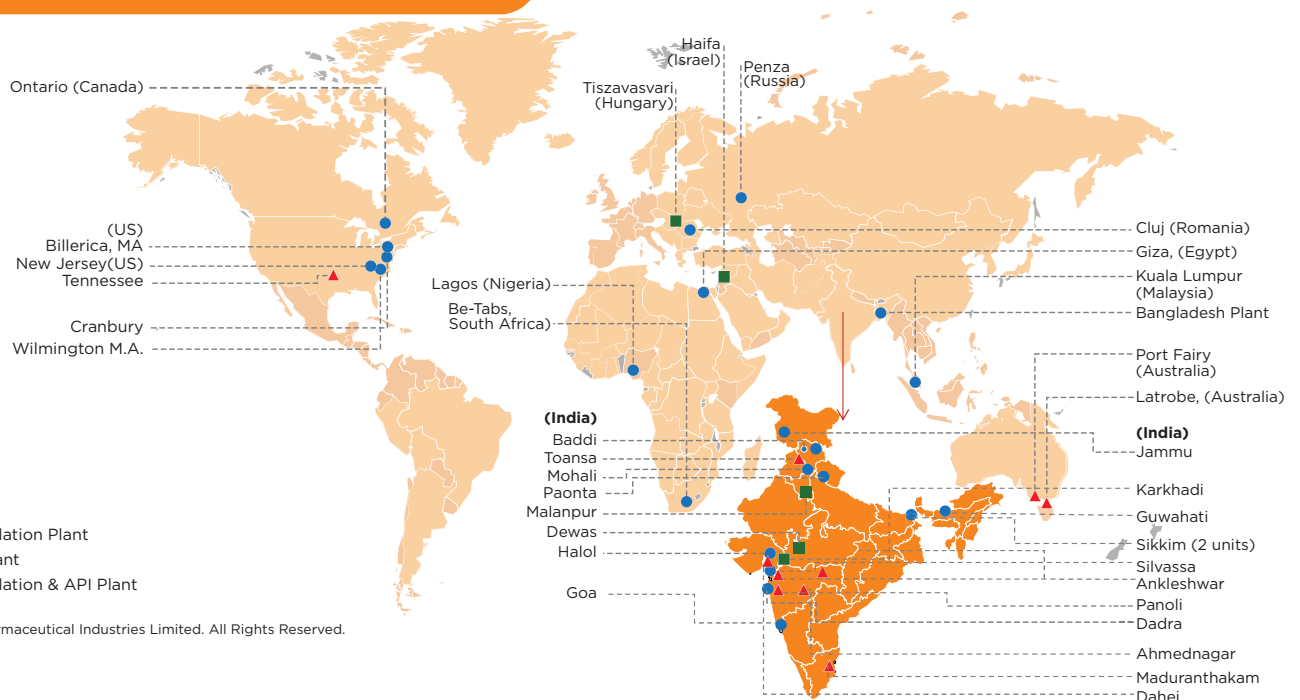 Haifa
(Israel)
Penza
(Russia)
Tiszavasvari
(Hungary)
Ontario (Canada)
(US)
Billerica, MA
New Jersey(US)
Tennessee
Cranbury
Wilmington M.A.
Lagos (Nigeria)
Be-Tabs,
South Africa)
Cluj (Romania)
Giza, (Egypt)
Kuala Lumpur
(Malaysia)
Bangladesh Plant
Port Fairy
(Australia)
Latrobe, (Australia)
(India)
Baddi
Toansa
Mohali
Paonta
Malanpur
Dewas
Halol
Goa
(India)
Jammu
Karkhadi
Guwahati
Sikkim (2 units)
Silvassa
Ankleshwar
Panoli
Dadra
Ahmednagar
Maduranthakam
Dahej
lation Plant
ant
lation & API Plant
rmaceutical Industries Limited. All Rights Reserved.